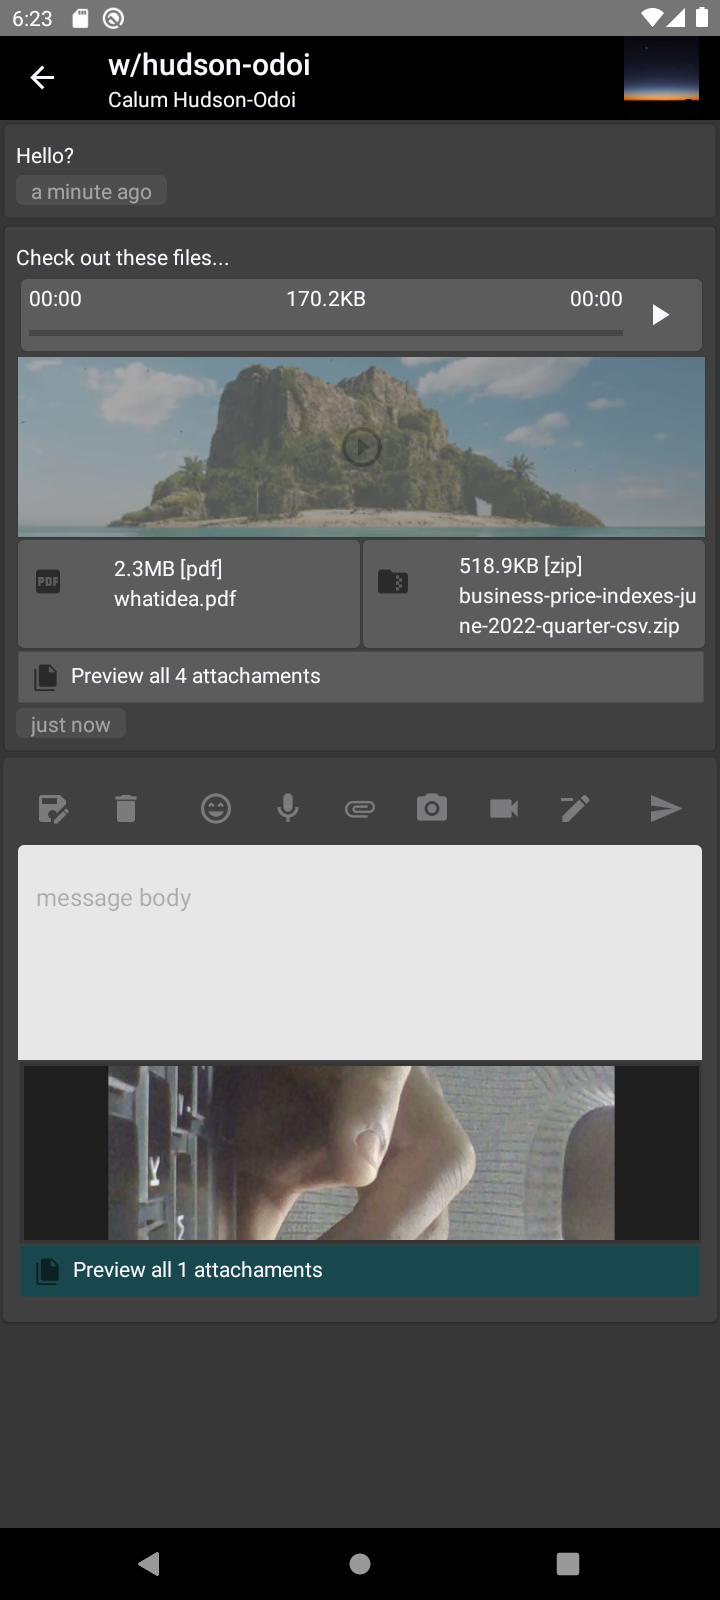 6:23
w/hudson-odoi
Calum Hudson-Odoi
Hello?
a minute ago
Check out these files...
00:00 170.2KB 00:00
PDF
2.3MB [pdf]
whatidea.pdf
518.9KB [zip]
business-price-indexes-ju
ne-2022-quarter-csv.zip
Preview all 4 attachaments
just now
message body
Preview all 1 attachaments